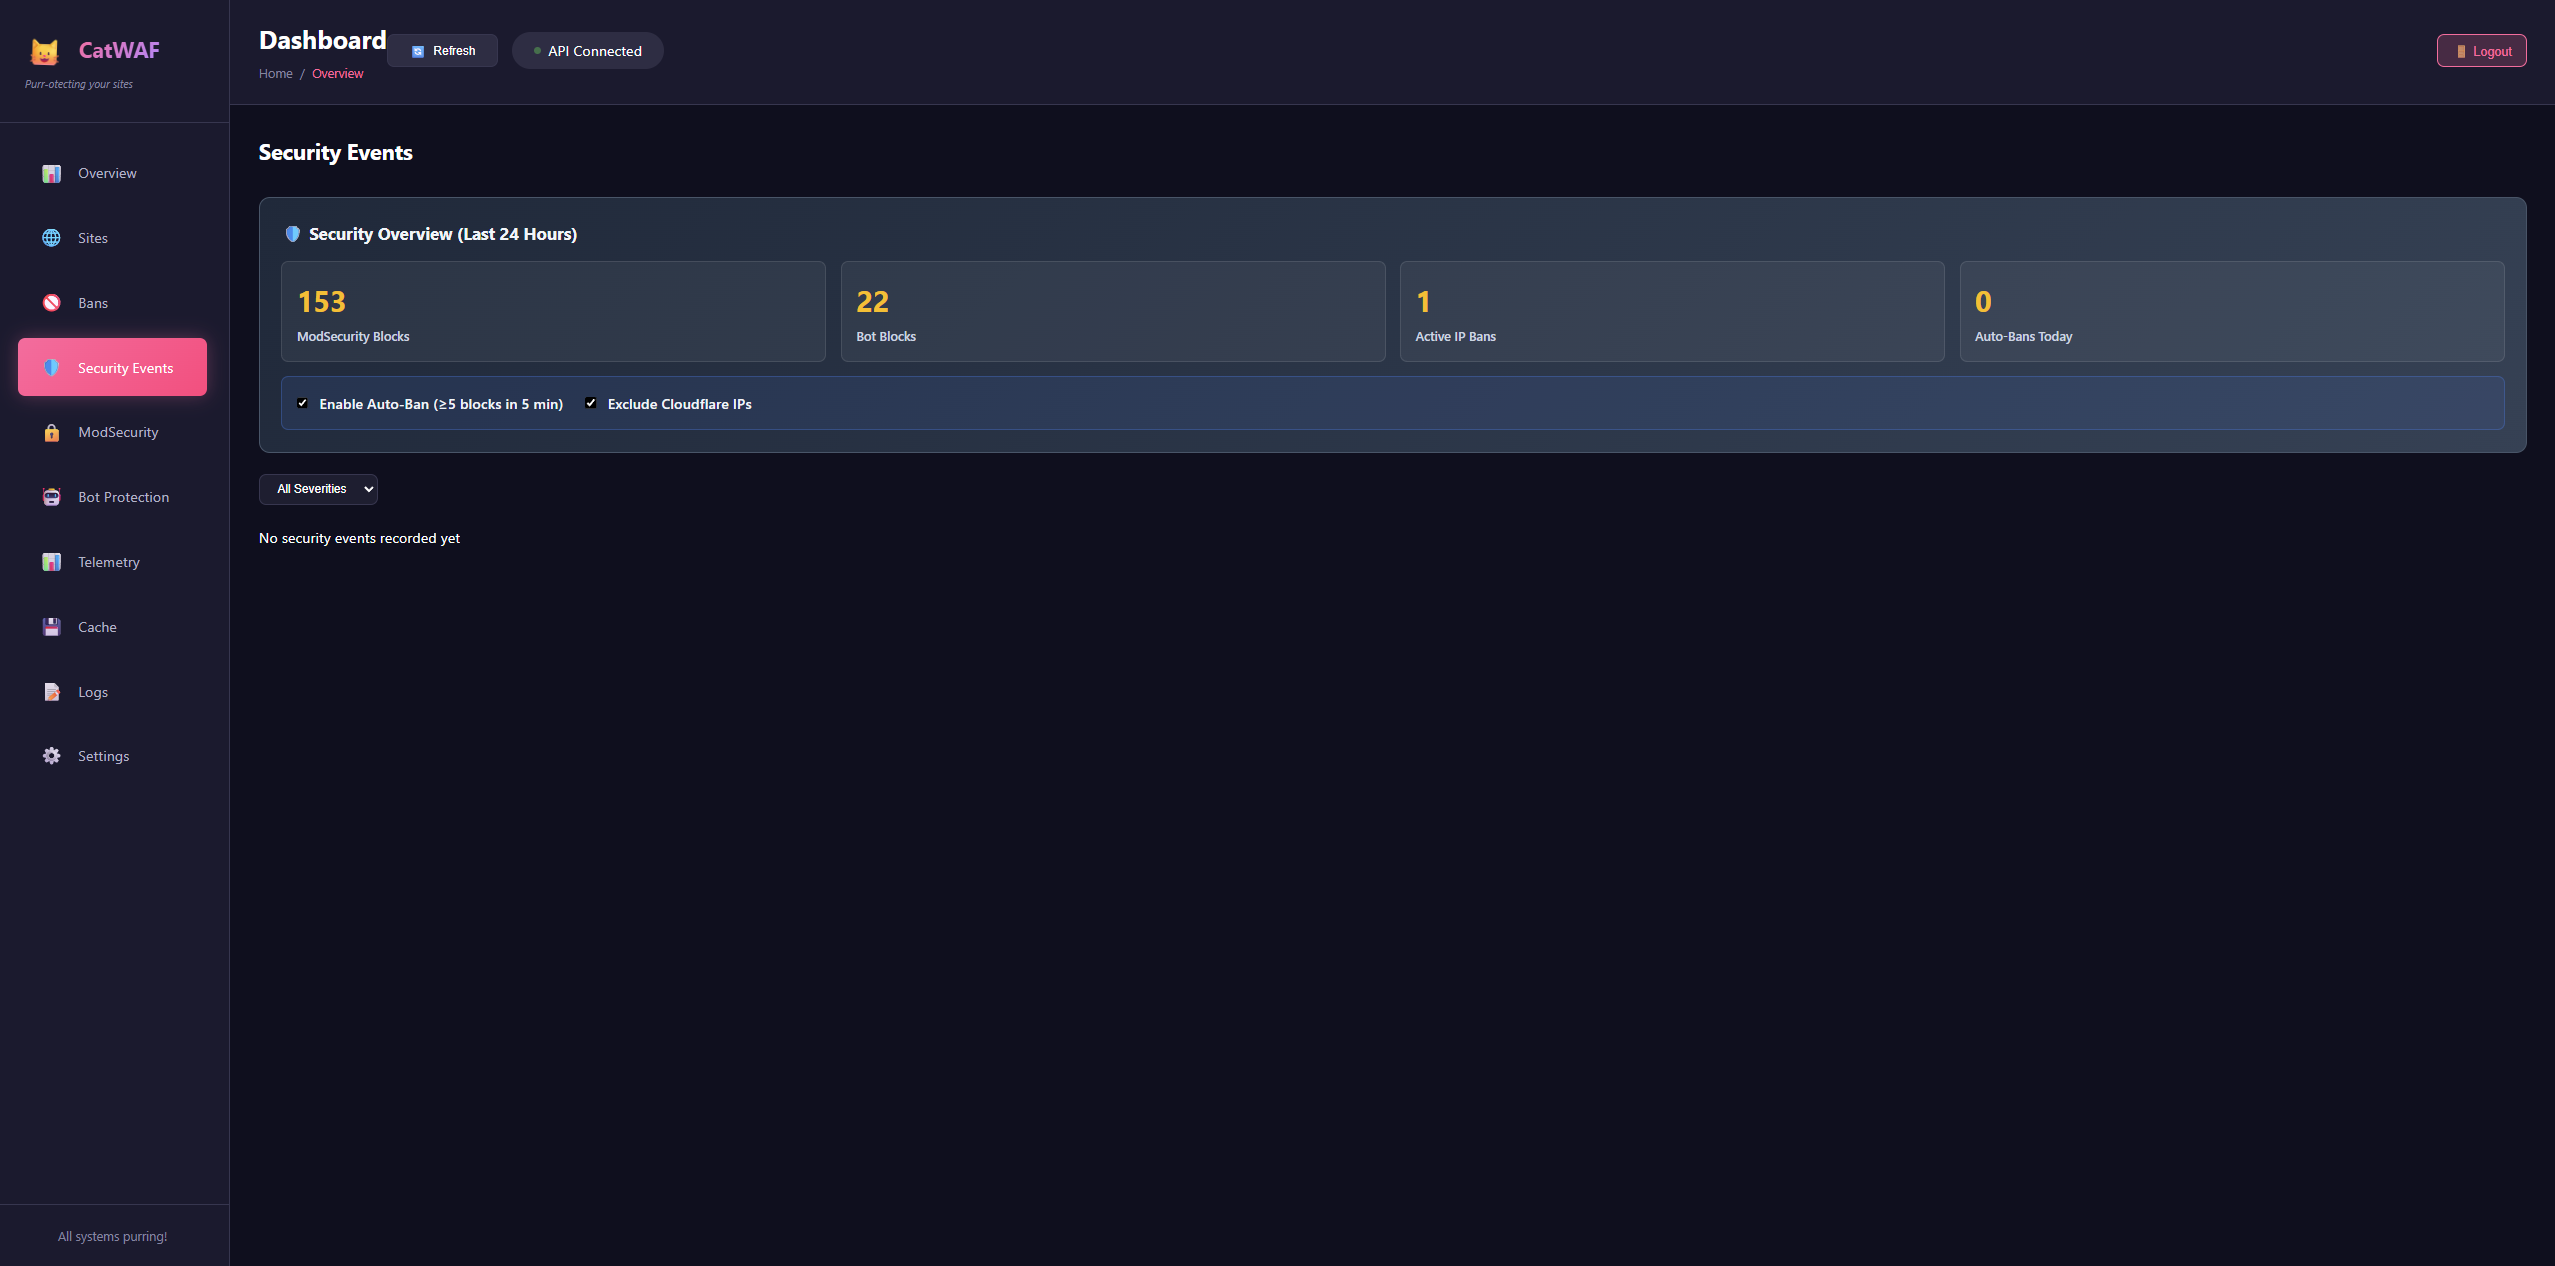 CatWAF
Purr-otecting your sites
Overview
Sites
Bans
Security Events
ModSecurity
Bot Protection
Telemetry
Cache
Logs
Settings
All systems purring!
Dashboard
Home / Overview
Refresh
API Connected
Logout
Security Events
Security Overview (Last 24 Hours)
153
ModSecurity Blocks
22
Bot Blocks
1
Active IP Bans
0
Auto-Bans Today
Enable Auto-Ban (≥5 blocks in 5 min)
Exclude Cloudflare IPs
All Severities
No security events recorded yet